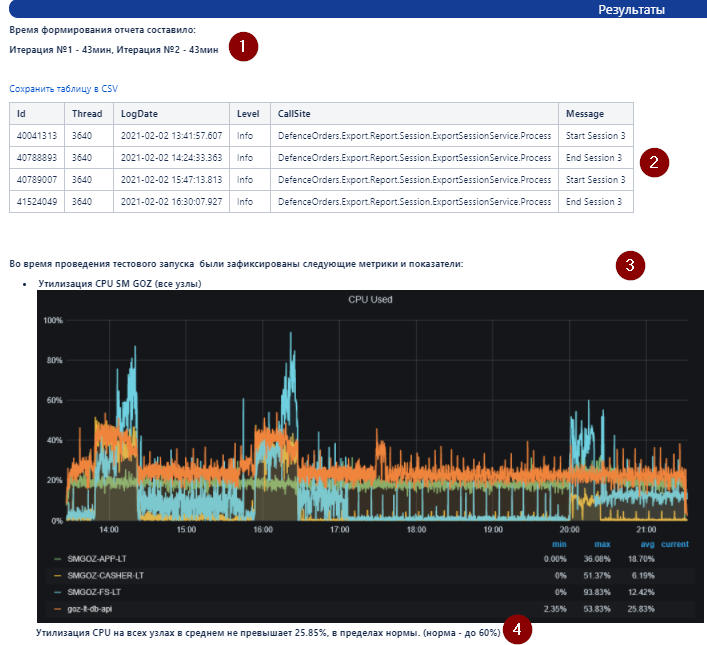 Результаты
Время формирования отчета составило:
Итерация №1 - 43мин, Итерация №2 - 43мин
1
Сохранить таблицу в CSV
Id Thread LogDate Level CallSite Message
40041313 3640 2021-02-02 13:41:57.607 Info DefenceOrders.Export.Report.Session.ExportSessionService.Process Start Session 3
40788893 3640 2021-02-02 14:24:33.363 Info DefenceOrders.Export.Report.Session.ExportSessionService.Process End Session 3
2
40789007 3640 2021-02-02 15:47:13.813 Info DefenceOrders.Export.Report.Session.ExportSessionService.Process Start Session 3
41524049 3640 2021-02-02 16:30:07.927 Info DefenceOrders.Export.Report.Session.ExportSessionService.Process End Session 3
Во время проведения тестового запуска были зафиксированы следующие метрики и показатели:
3
• Утилизация CPU SM GOZ (все узлы)
CPU Used
100%
80%
60%
40%
20%
0%
14:00 15:00 16:00 17:00 18:00 19:00 20:00 21:00
min max avg current
SMGOZ-APP-LT 0.00% 36.08% 18.70%
SMGOZ-CASHER-LT 0% 51.37% 6.19%
SMGOZ-FS-LT 0% 93.83% 12.42%
goz-lt-db-api 2.35% 53.83% 25.83%
Утилизация CPU на всех узлах в среднем не превышает 25.85%, в пределах нормы. (норма - до 60%)
4